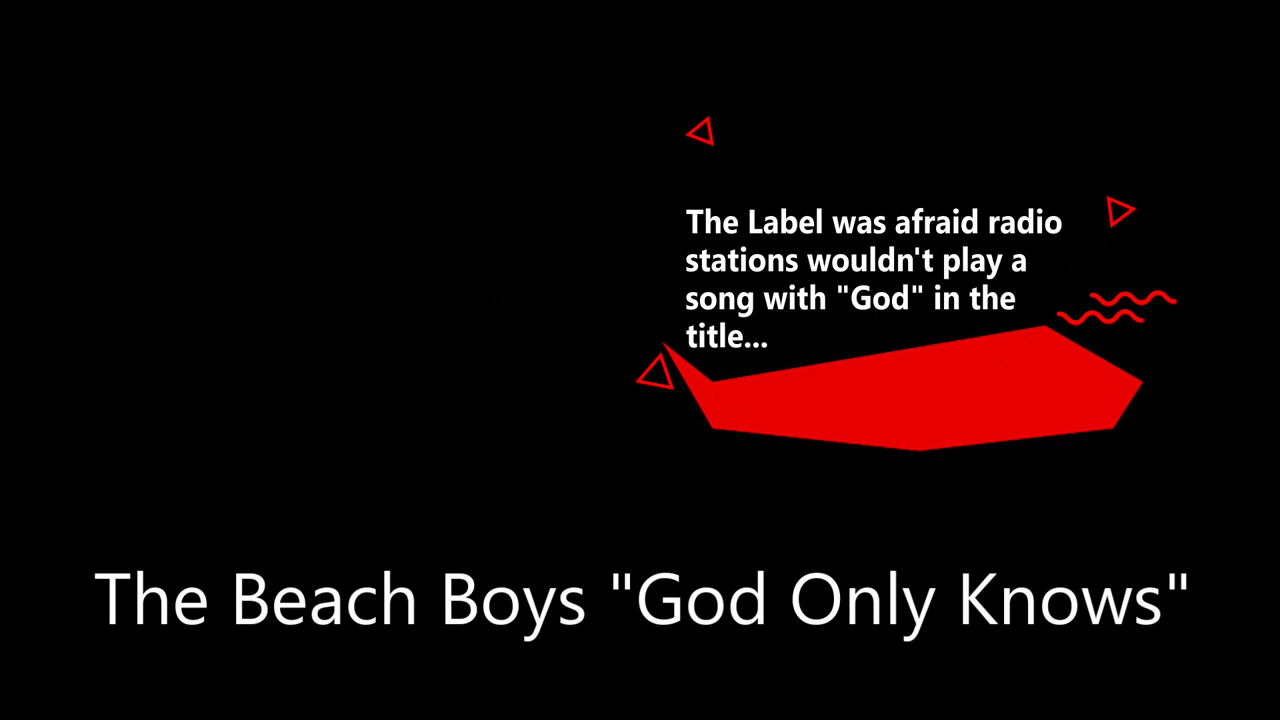 The Label was afraid radio
stations wouldn't play a
song with "God" in the
title...
The Beach Boys "God Only Knows"